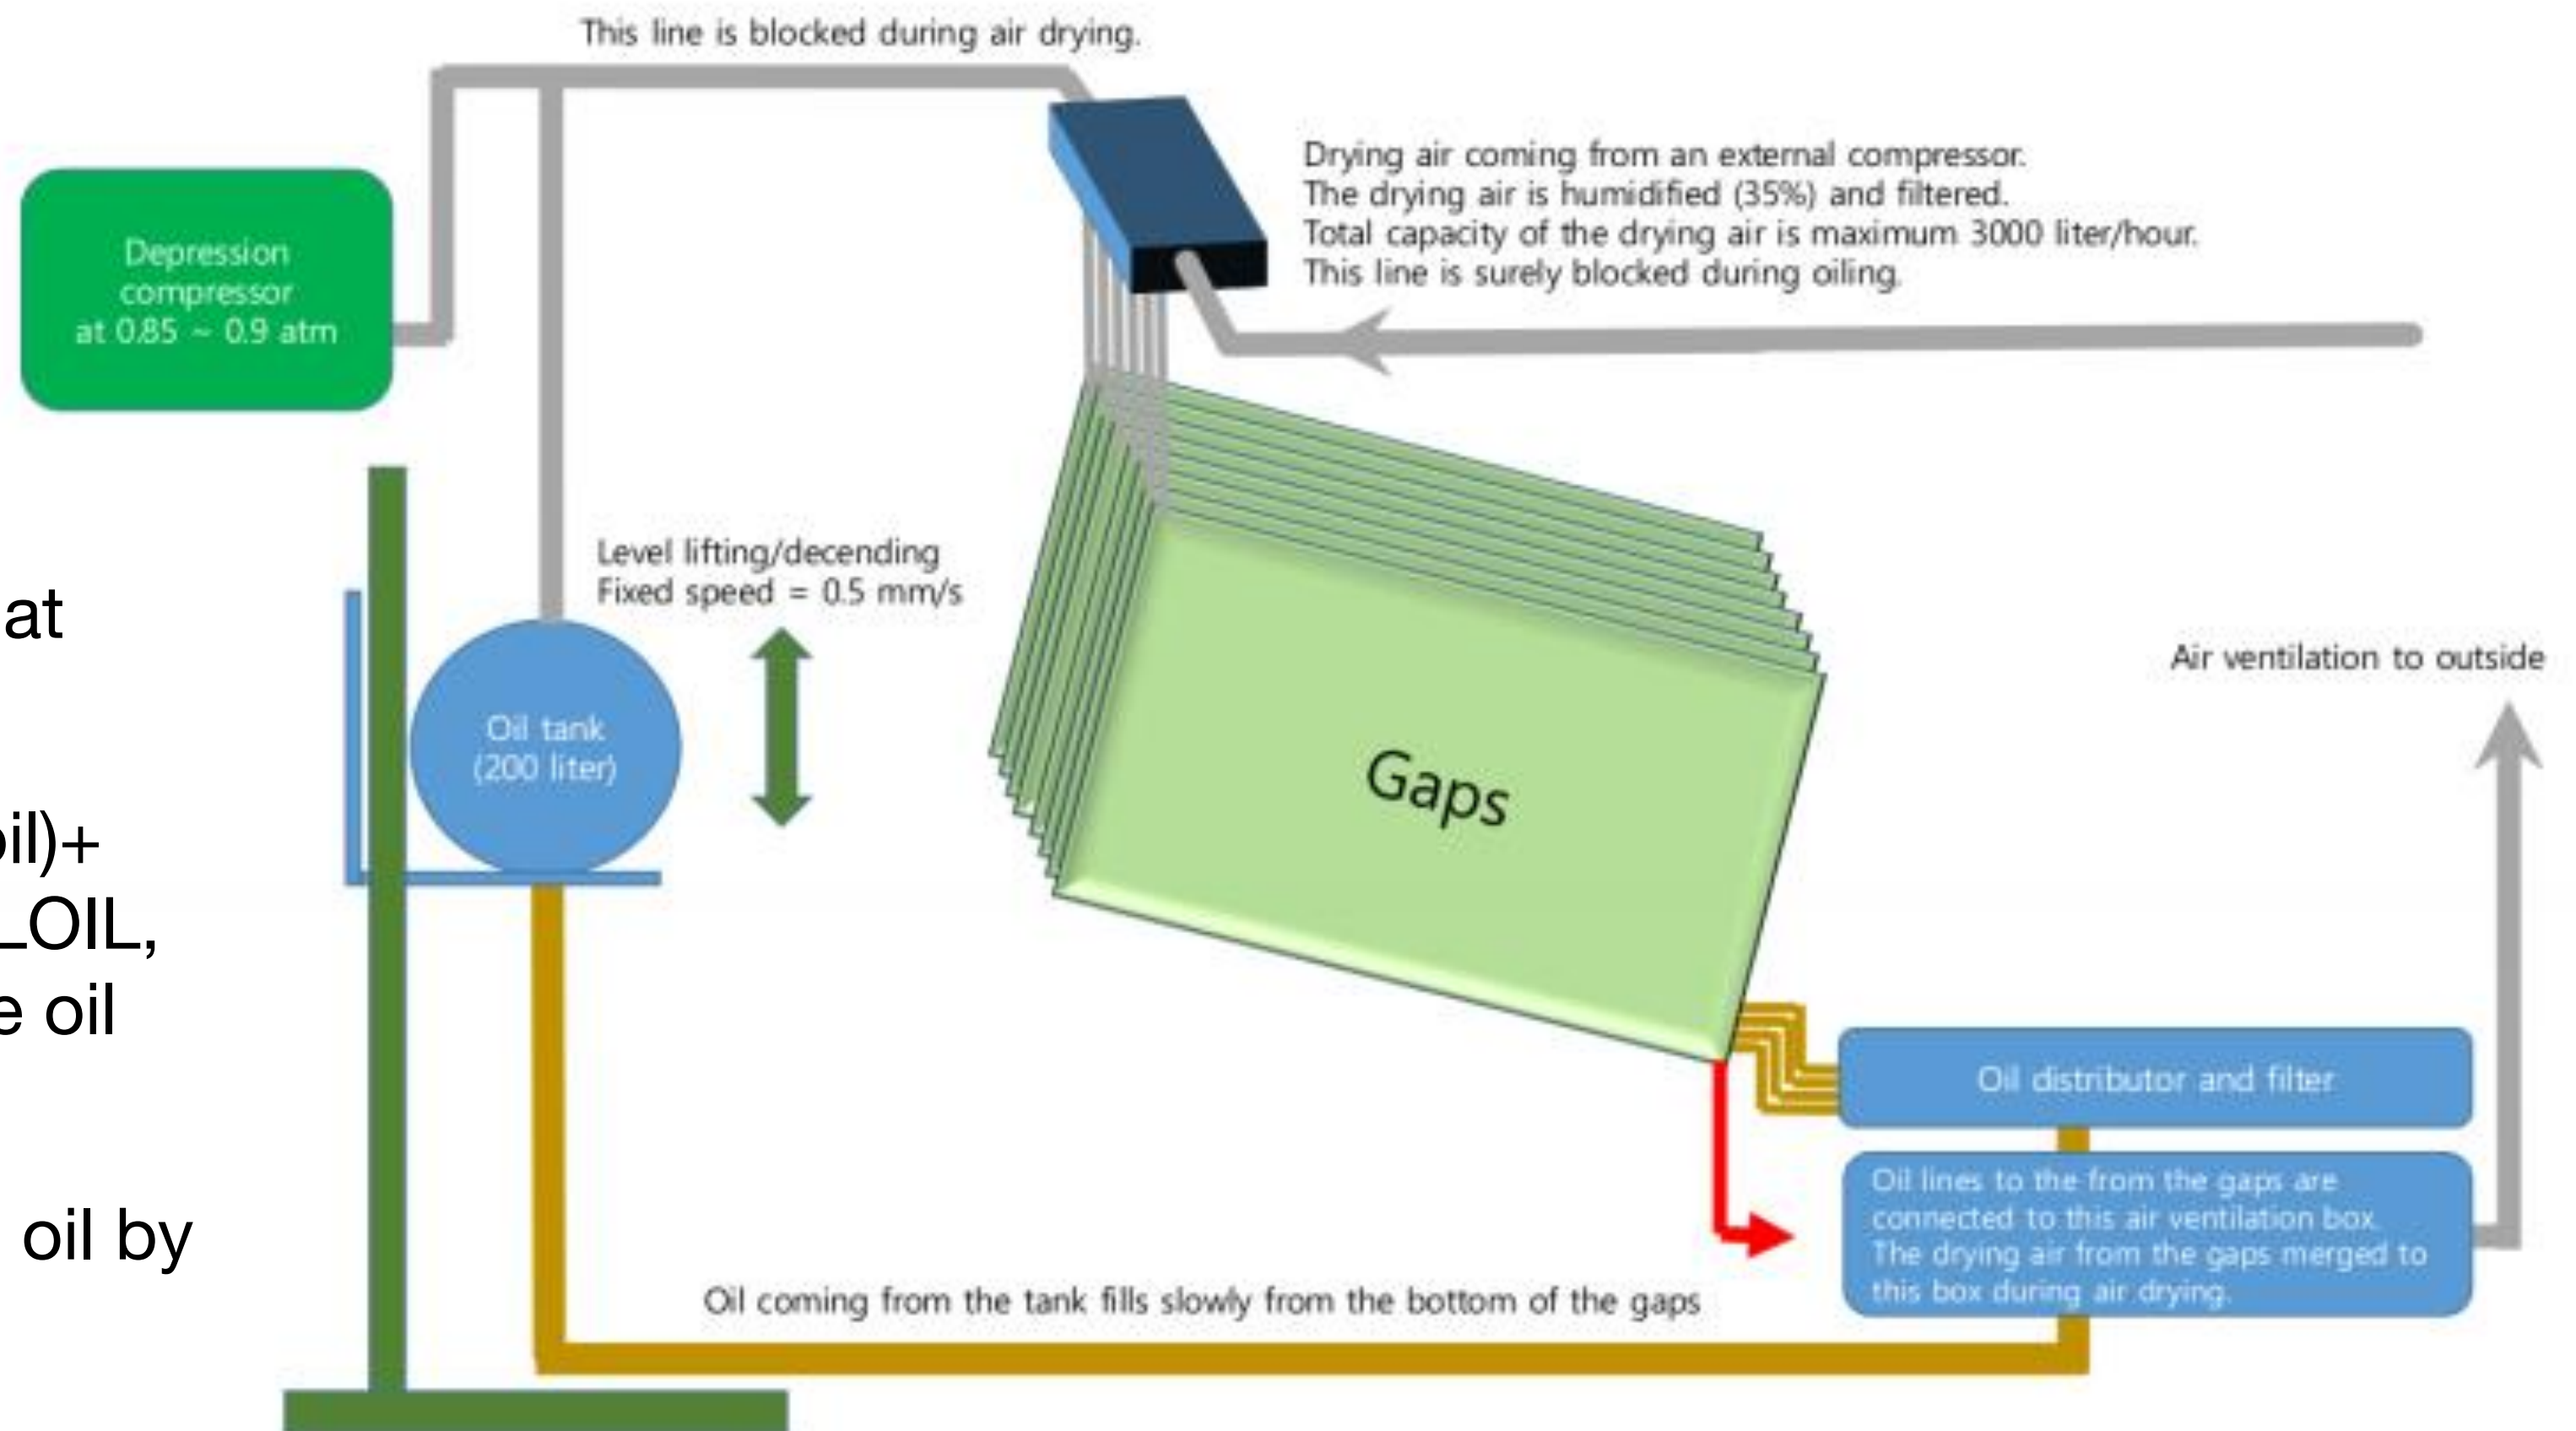 This line is blocked during air drying.
Drying air coming from an external compressor.
The drying air is humidified (35%) and filtered.
Total capacity of the drying air is maximum 3000 liter/hour.
This line is surely blocked during oiling.
Depression
compressor
at 0.85 ~ 0.9 atm
Level lifting/decending
Fixed speed = 0.5 mm/s
at
Oil tank
(200 liter)
oil)+
LOIL,
e oil
oil by
Gaps
Air ventilation to outside
Oil distributor and filter
Oil lines to the from the gaps are
connected to this air ventilation box.
The drying air from the gaps merged to
this box during air drying.
Oil coming from the tank fills slowly from the bottom of the gaps